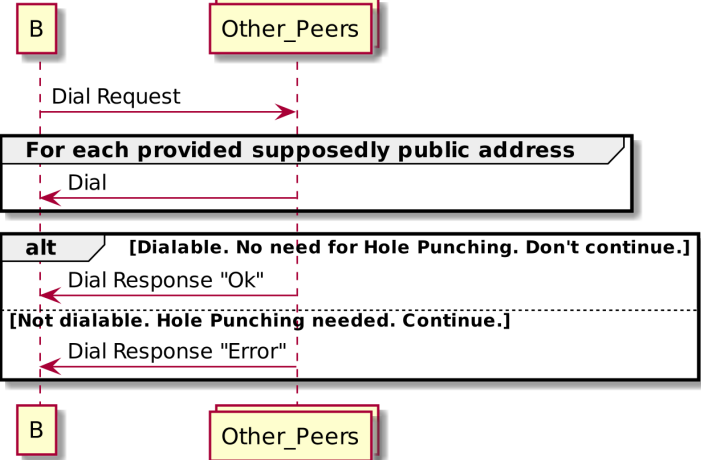 B
Other_Peers
Dial Request
For each provided supposedly public address
Dial
alt
[Dialable. No need for Hole Punching. Don't continue.]
Dial Response "Ok"
[Not dialable. Hole Punching needed. Continue.]
Dial Response "Error"
B
Other_Peers